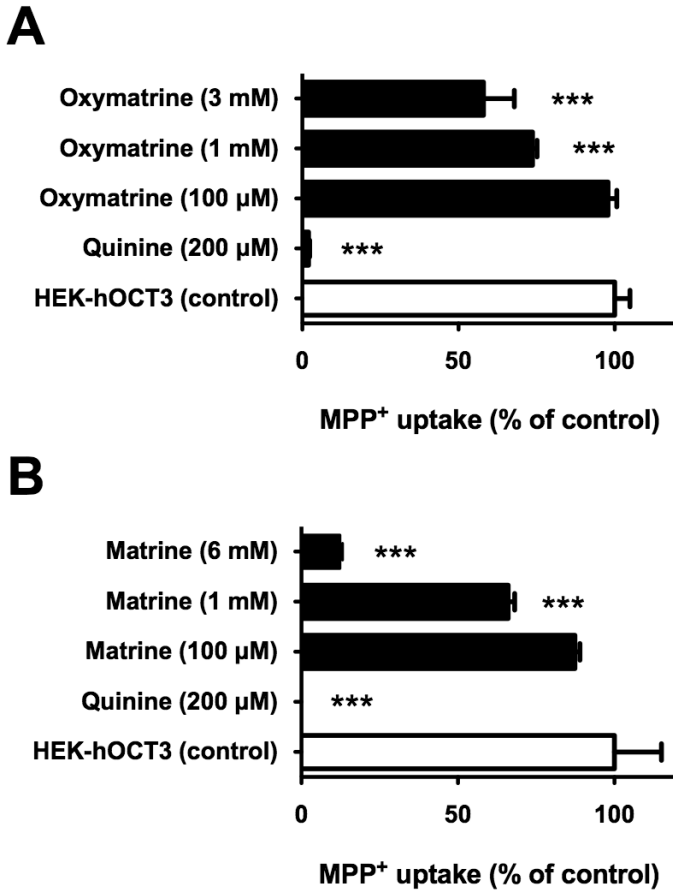 A
Oxymatrine (3 mM)
***
Oxymatrine (1 mM)
***
Oxymatrine (100 µM)
Quinine (200 µM)
***
HEK-hOCT3 (control)
0 50 100
MPP⁺ uptake (% of control)
B
Matrine (6 mM)
***
Matrine (1 mM)
***
Matrine (100 µM)
Quinine (200 µM)
***
HEK-hOCT3 (control)
0 50 100
MPP⁺ uptake (% of control)